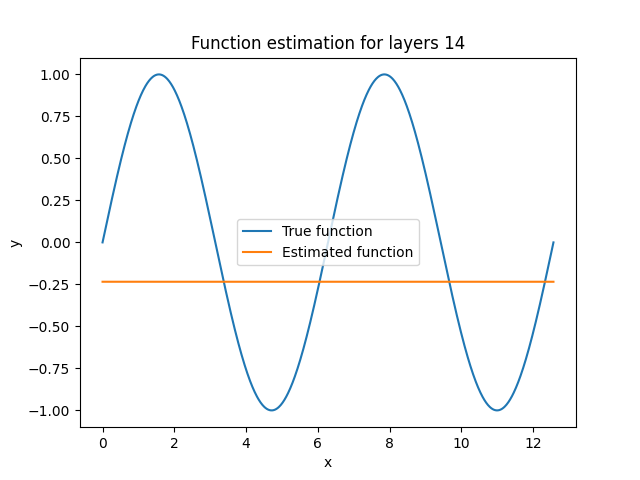 Function estimation for layers 14
y
1.00
0.75
0.50
0.25
0.00
−0.25
−0.50
−0.75
−1.00
True function
Estimated function
0 2 4 6 8 10 12
x